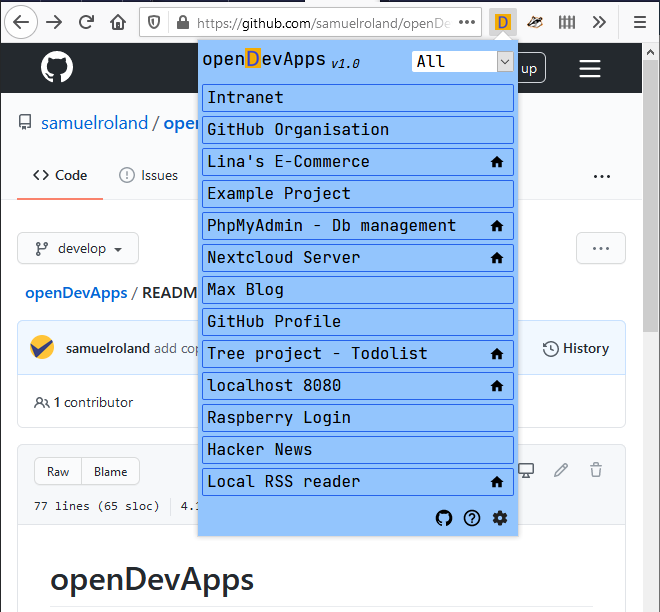 https://github.com/samuelroland/openDe
D
openDevApps v1.0
All
up
Intranet
GitHub Organisation
Lina's E-Commerce
Example Project
PhpMyAdmin - Db management
Nextcloud Server
Max Blog
GitHub Profile
Tree project - Todolist
localhost 8080
Raspberry Login
Hacker News
Local RSS reader
samuelroland / open
Code
Issues
develop
openDevApps / READM
samuelroland add cop
History
1 contributor
Raw
Blame
77 lines (65 sloc)
4.1
openDevApps